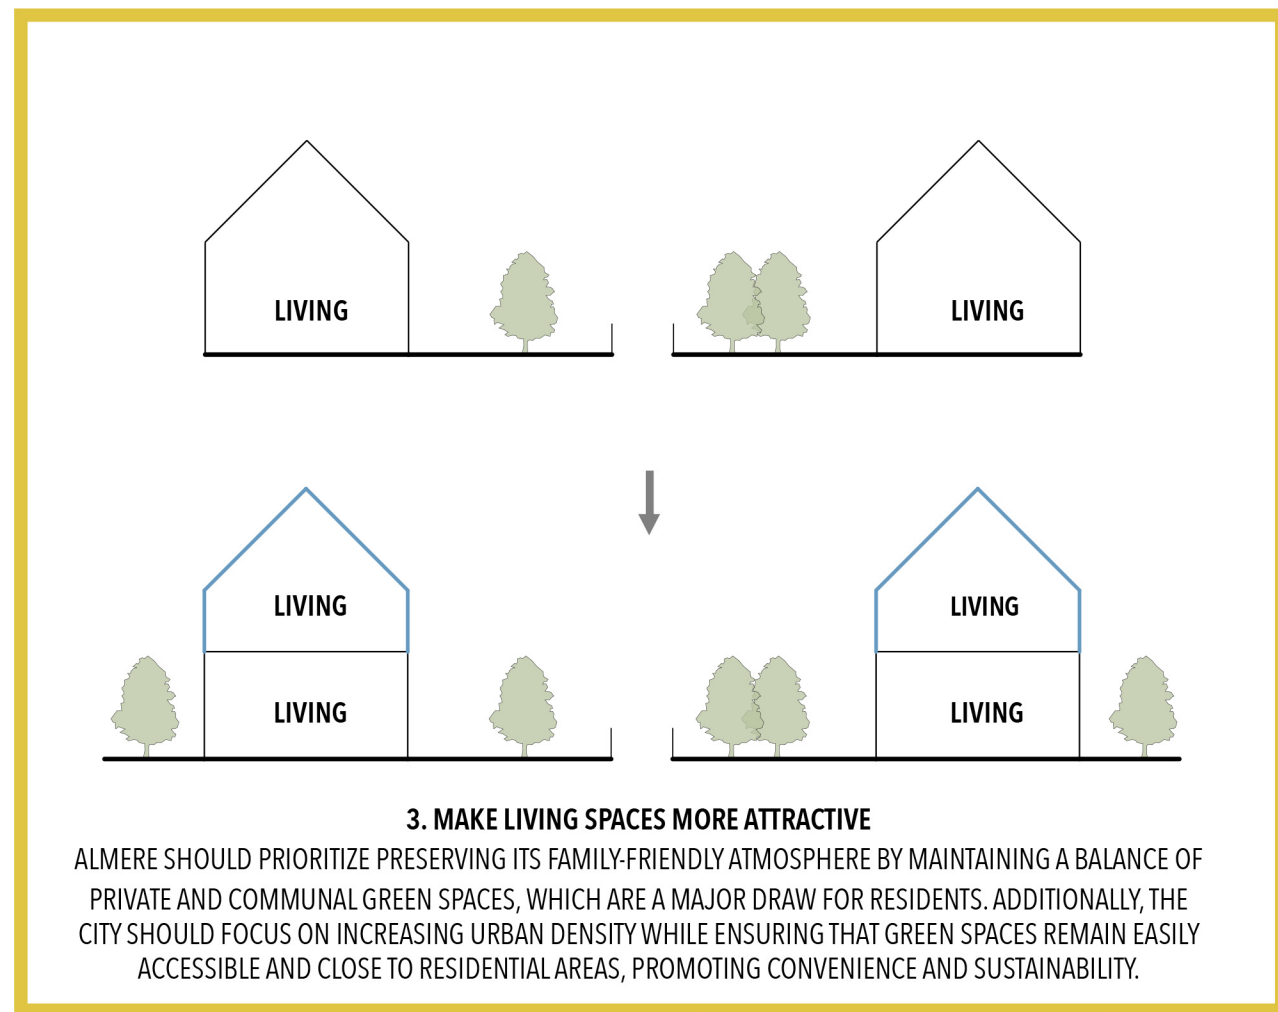 LIVING LIVING
LIVING LIVING
LIVING LIVING
3. MAKE LIVING SPACES MORE ATTRACTIVE
ALMERE SHOULD PRIORITIZE PRESERVING ITS FAMILY-FRIENDLY ATMOSPHERE BY MAINTAINING A BALANCE OF
PRIVATE AND COMMUNAL GREEN SPACES, WHICH ARE A MAJOR DRAW FOR RESIDENTS. ADDITIONALLY, THE
CITY SHOULD FOCUS ON INCREASING URBAN DENSITY WHILE ENSURING THAT GREEN SPACES REMAIN EASILY
ACCESSIBLE AND CLOSE TO RESIDENTIAL AREAS, PROMOTING CONVENIENCE AND SUSTAINABILITY.